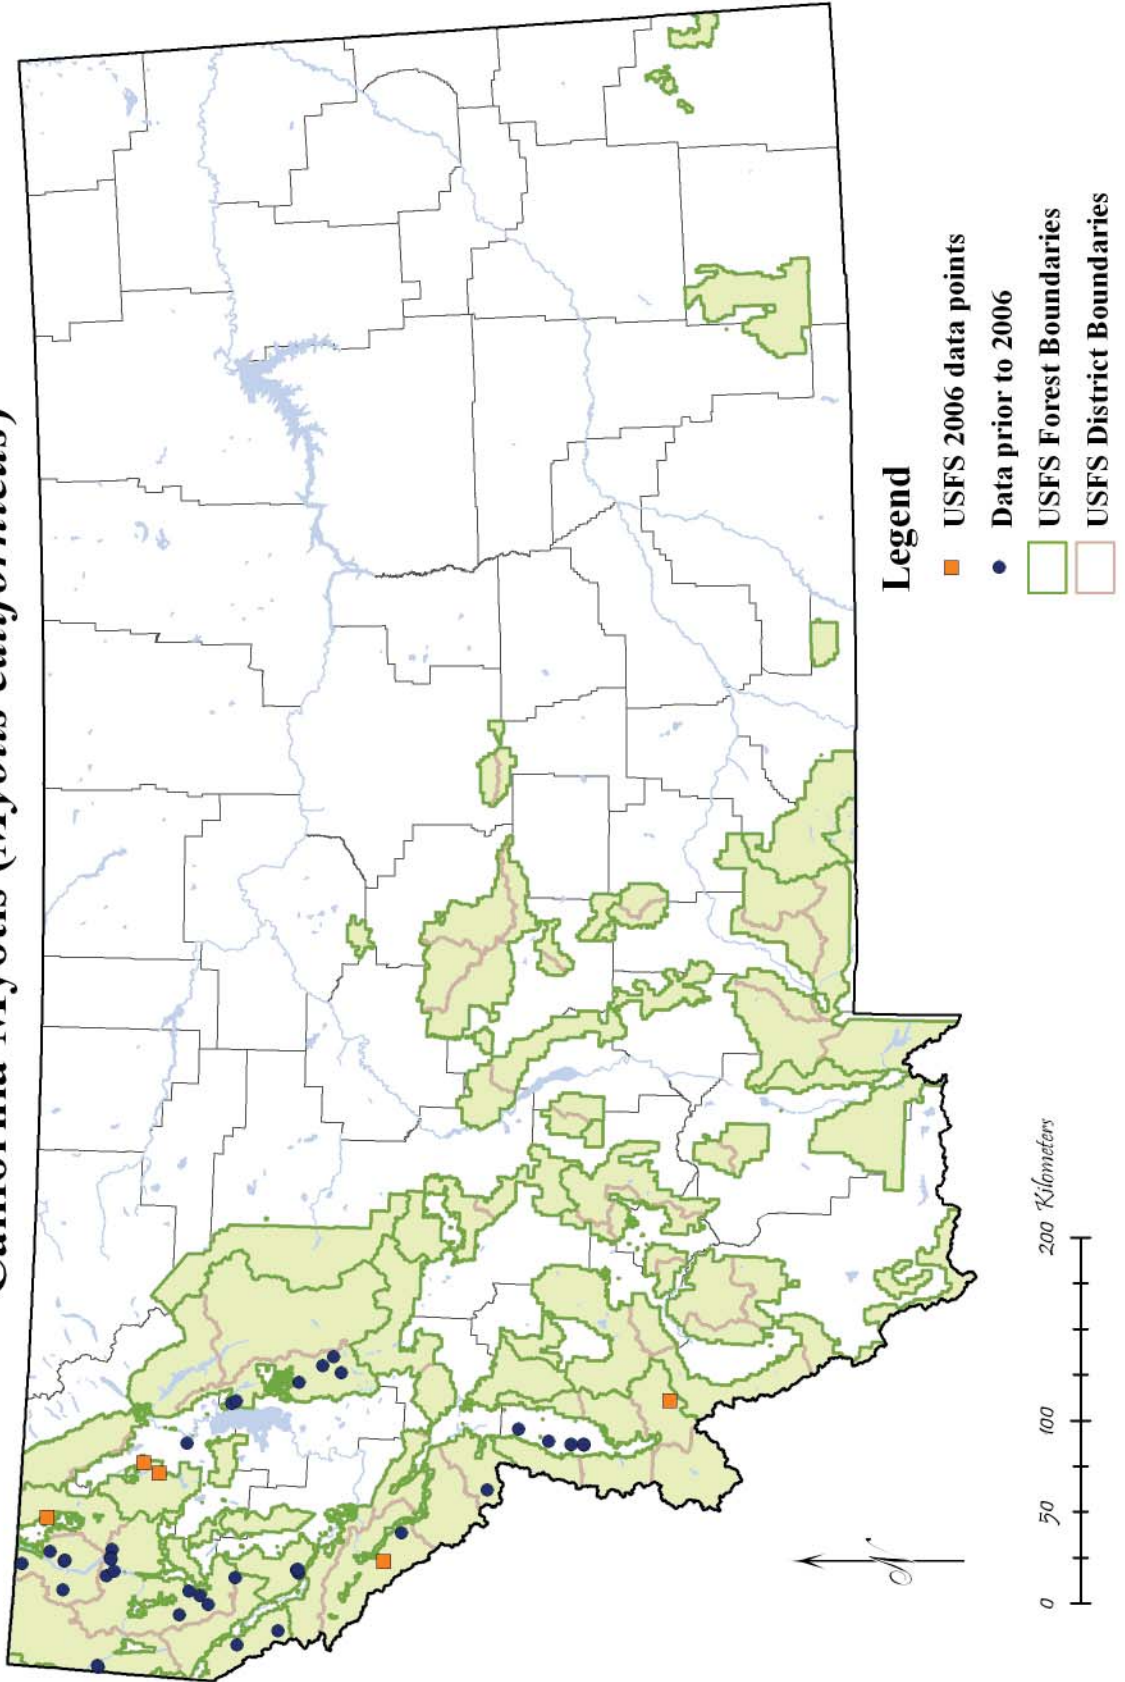 California Myotis (Myotis californicus)
Legend
USFS 2006 data points
Data prior to 2006
USFS Forest Boundaries
USFS District Boundaries
N
0 50 100 200 Kilometers